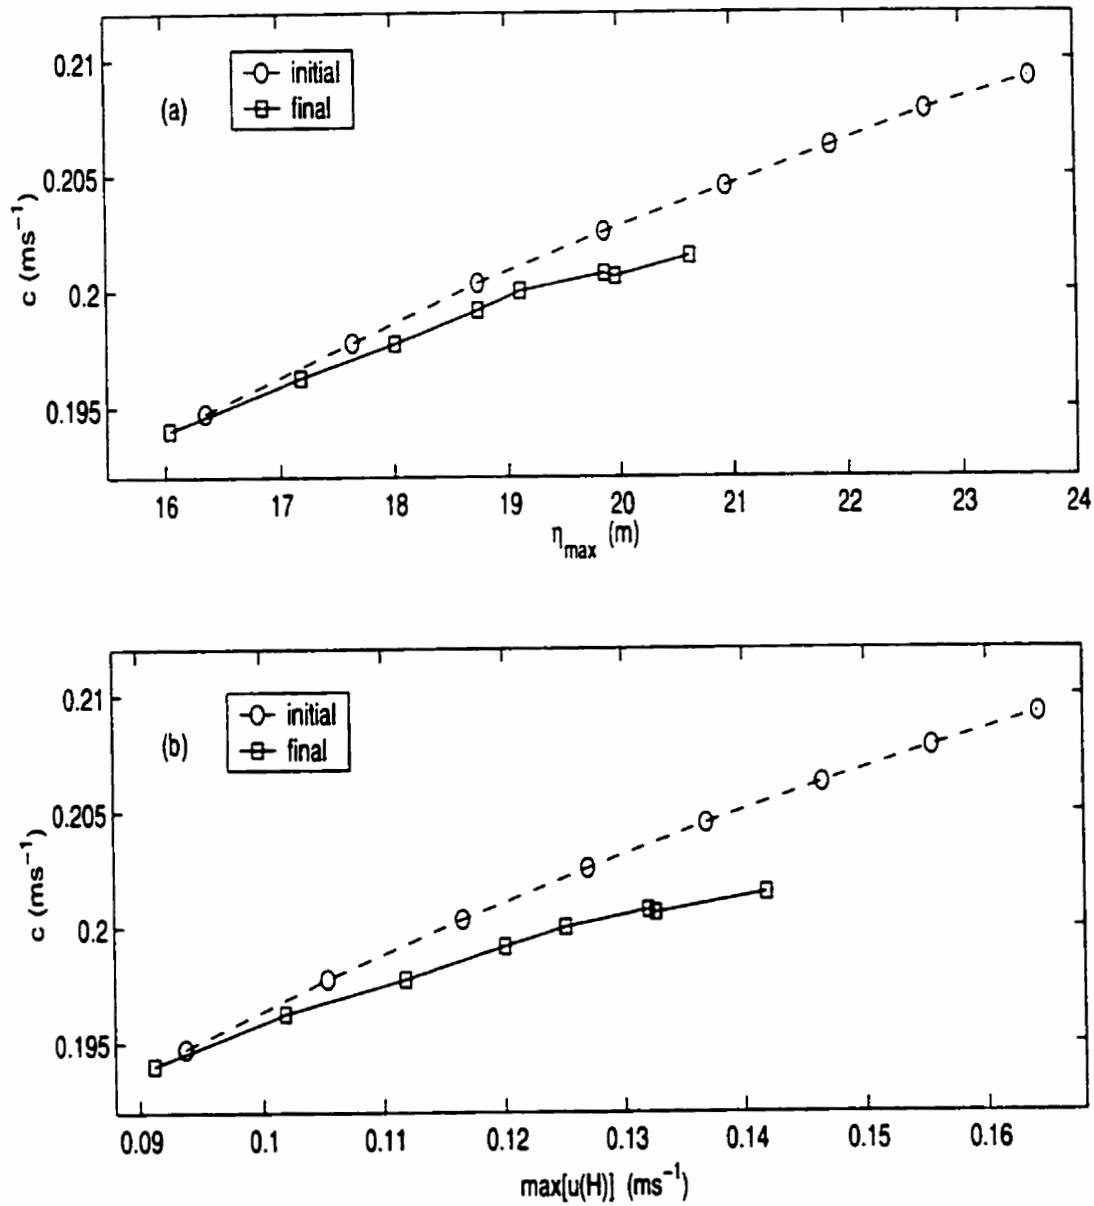 0.21
initial
(a)
final
0.205
c (ms⁻¹)
0.2
0.195
16 17 18 19 20 21 22 23 24
ηmax (m)
0.21
initial
(b)
final
0.205
c (ms⁻¹)
0.2
0.195
0.09 0.1 0.11 0.12 0.13 0.14 0.15 0.16
max[u(H)] (ms⁻¹)